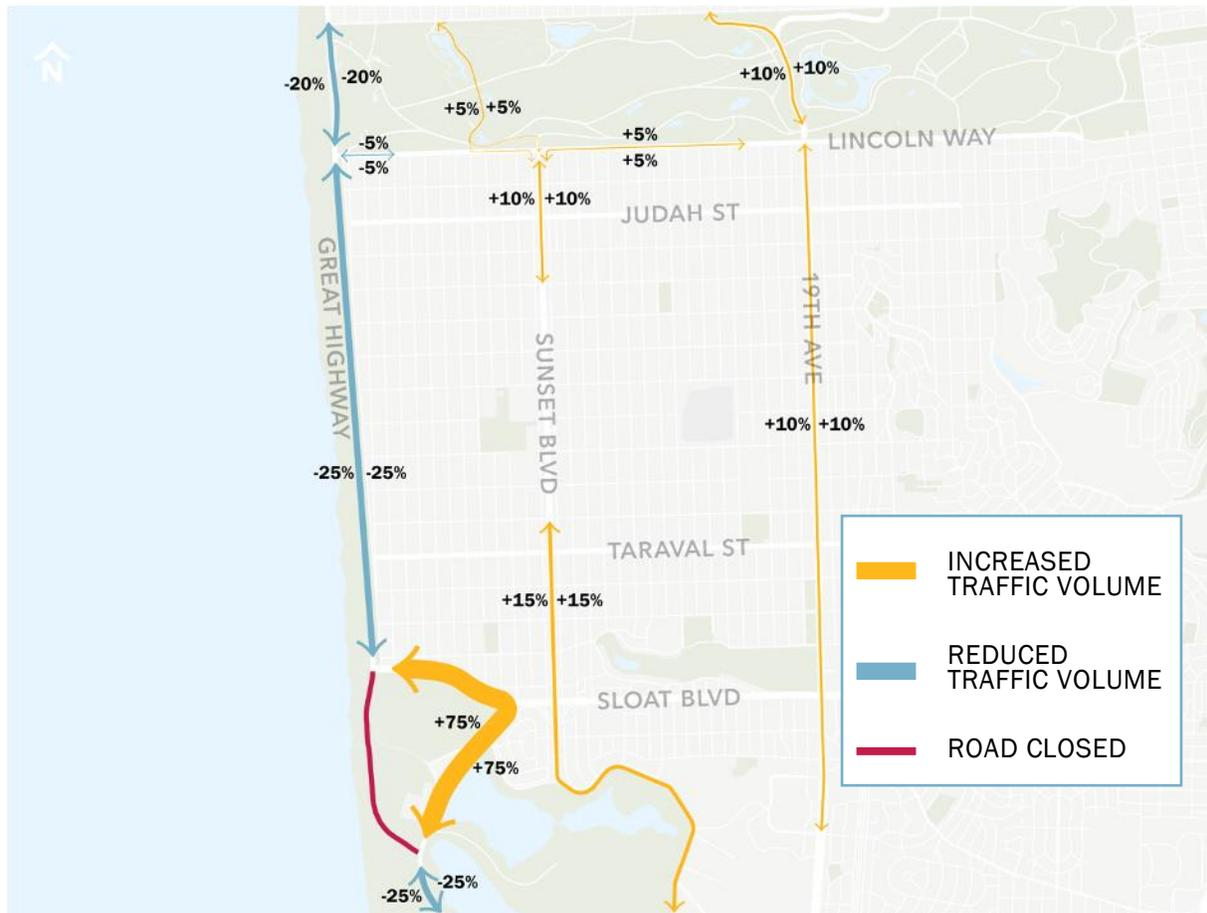 N
-20% -20%
+5% +5%
+10% +10%
-5%
-5%
+5%
+5%
LINCOLN WAY
+10% +10%
JUDAH ST
GREAT HIGHWAY
SUNSET BLVD
19TH AVE
+10% +10%
-25% -25%
TARAVAL ST
+15% +15%
SLOAT BLVD
+75%
+75%
-25%
-25%
INCREASED
TRAFFIC VOLUME
REDUCED
TRAFFIC VOLUME
ROAD CLOSED